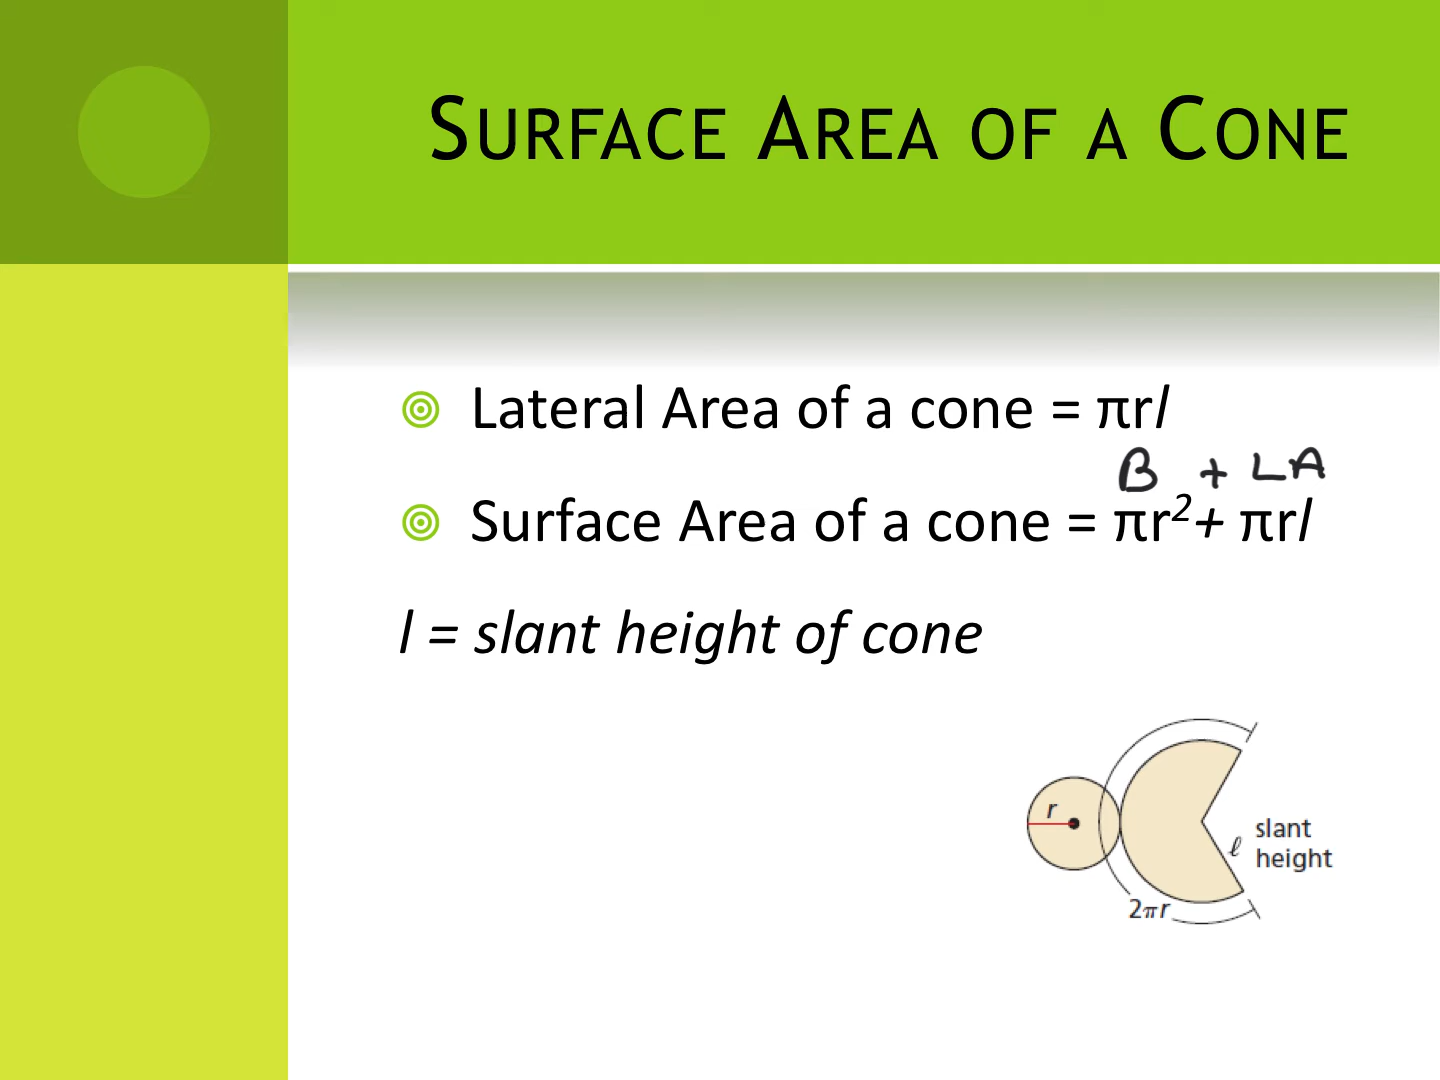 SURFACE AREA OF A CONE
Lateral Area of a cone = πrl
B + LA
Surface Area of a cone = πr²+ πrl
l = slant height of cone
r
ℓ
slant
height
2πr